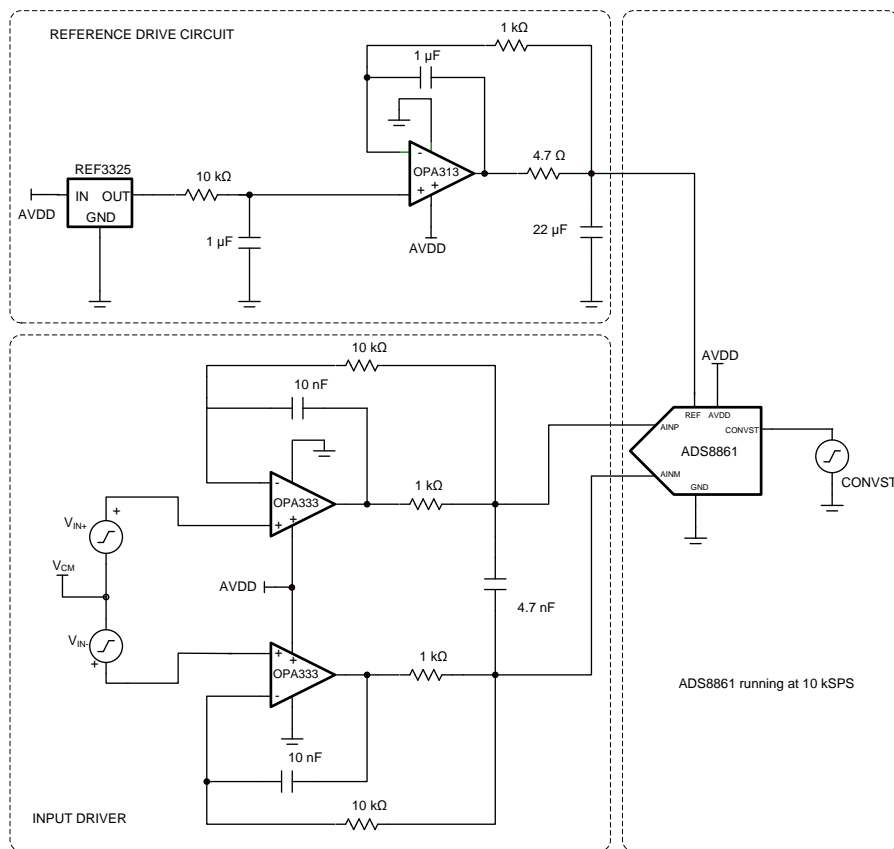 REFERENCE DRIVE CIRCUIT
1 kΩ
1 µF
REF3325
IN OUT
GND
AVDD
10 kΩ
1 µF
-
OPA313
+ +
AVDD
4.7 Ω
22 µF
10 kΩ
10 nF
-
OPA333
+ +
1 kΩ
+
VIN+
VCM
VIN-
+
AVDD
4.7 nF
1 kΩ
+ +
OPA333
-
10 nF
10 kΩ
INPUT DRIVER
AVDD
REF AVDD
AINP
CONVST
ADS8861
AINM
GND
CONVST
ADS8861 running at 10 kSPS